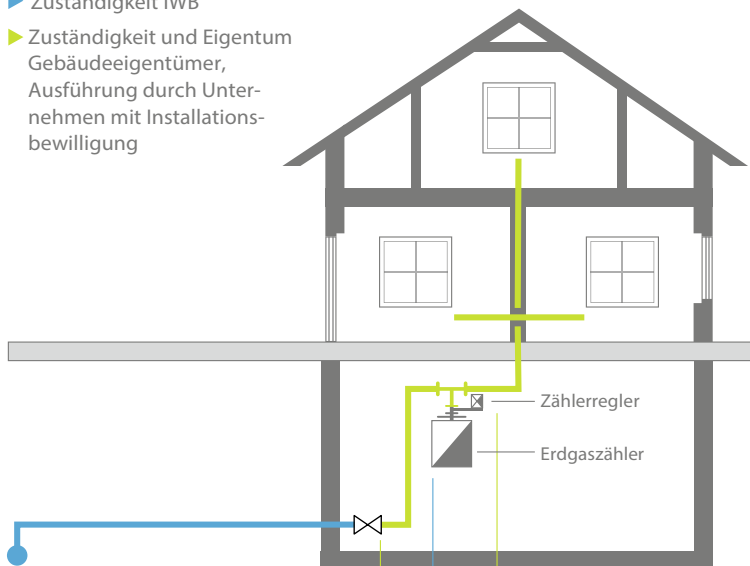 Zuständigkeit IWB
Zuständigkeit und Eigentum
Gebäudeeigentümer,
Ausführung durch Unter-
nehmen mit Installations-
bewilligung
Zählerregler
Erdgaszähler